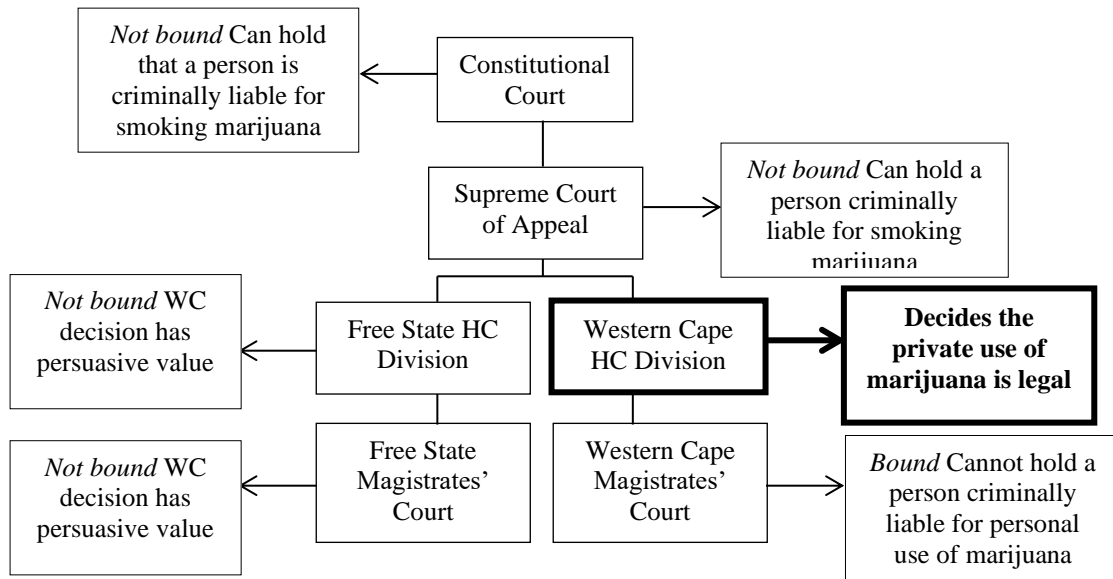 Not bound Can hold
that a person is
criminally liable for
smoking marijuana
Constitutional
Court
Supreme Court
of Appeal
Not bound Can hold a
person criminally
liable for smoking
marijuana
Not bound WC
decision has
persuasive value
Free State HC
Division
Western Cape
HC Division
Decides the
private use of
marijuana is legal
Not bound WC
decision has
persuasive value
Free State
Magistrates’
Court
Western Cape
Magistrates’
Court
Bound Cannot hold a
person criminally
liable for personal
use of marijuana